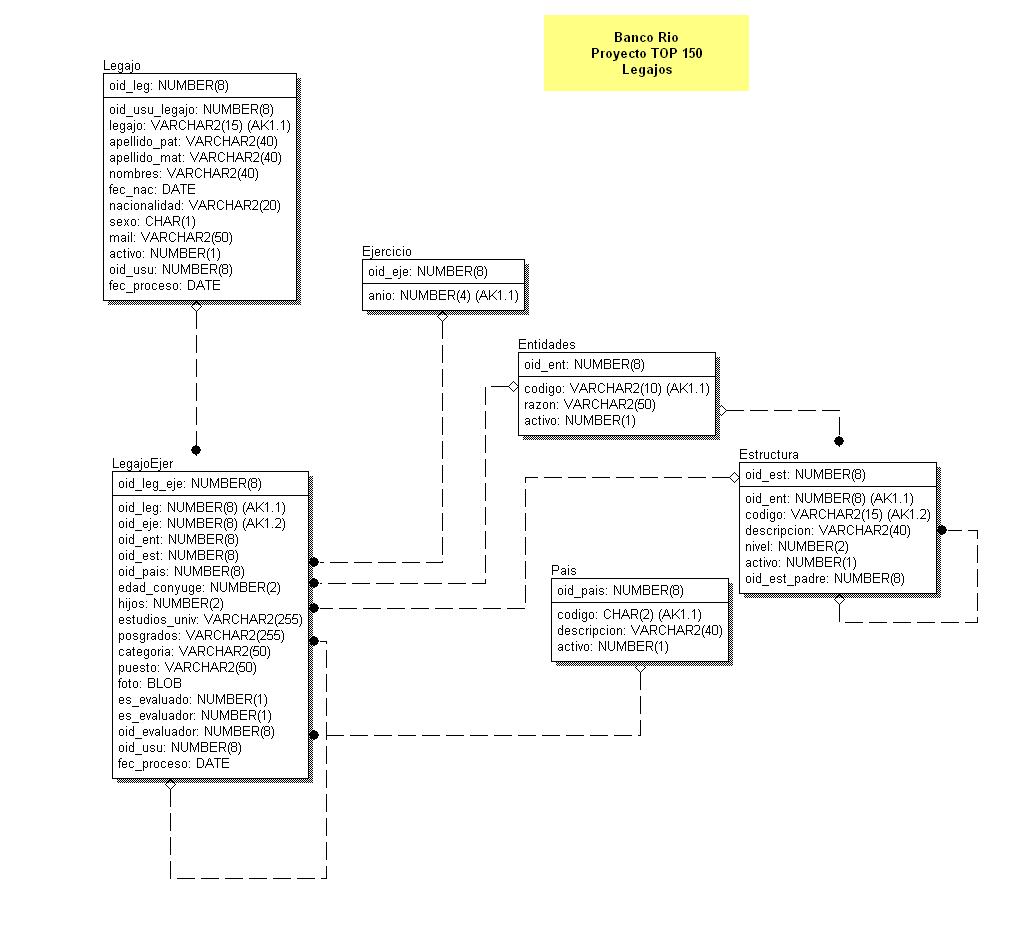 Banco Rio
Proyecto TOP 150
Legajos
Legajo
oid_leg: NUMBER(8)
oid_usu_legajo: NUMBER(8)
legajo: VARCHAR2(15) (AK1.1)
apellido_pat: VARCHAR2(40)
apellido_mat: VARCHAR2(40)
nombres: VARCHAR2(40)
fec_nac: DATE
nacionalidad: VARCHAR2(20)
sexo: CHAR(1)
mail: VARCHAR2(50)
activo: NUMBER(1)
oid_usu: NUMBER(8)
fec_proceso: DATE
Ejercicio
oid_eje: NUMBER(8)
anio: NUMBER(4) (AK1.1)
Entidades
oid_ent: NUMBER(8)
codigo: VARCHAR2(10) (AK1.1)
razon: VARCHAR2(50)
activo: NUMBER(1)
Estructura
oid_est: NUMBER(8)
oid_ent: NUMBER(8) (AK1.1)
codigo: VARCHAR2(15) (AK1.2)
descripcion: VARCHAR2(40)
nivel: NUMBER(2)
activo: NUMBER(1)
oid_est_padre: NUMBER(8)
LegajoEjer
oid_leg_eje: NUMBER(8)
oid_leg: NUMBER(8) (AK1.1)
oid_eje: NUMBER(8) (AK1.2)
oid_ent: NUMBER(8)
oid_est: NUMBER(8)
oid_pais: NUMBER(8)
edad_conyuge: NUMBER(2)
hijos: NUMBER(2)
estudios_univ: VARCHAR2(255)
posgrados: VARCHAR2(255)
categoria: VARCHAR2(50)
puesto: VARCHAR2(50)
foto: BLOB
es_evaluado: NUMBER(1)
es_evaluador: NUMBER(1)
oid_evaluador: NUMBER(8)
oid_usu: NUMBER(8)
fec_proceso: DATE
Pais
oid_pais: NUMBER(8)
codigo: CHAR(2) (AK1.1)
descripcion: VARCHAR2(40)
activo: NUMBER(1)